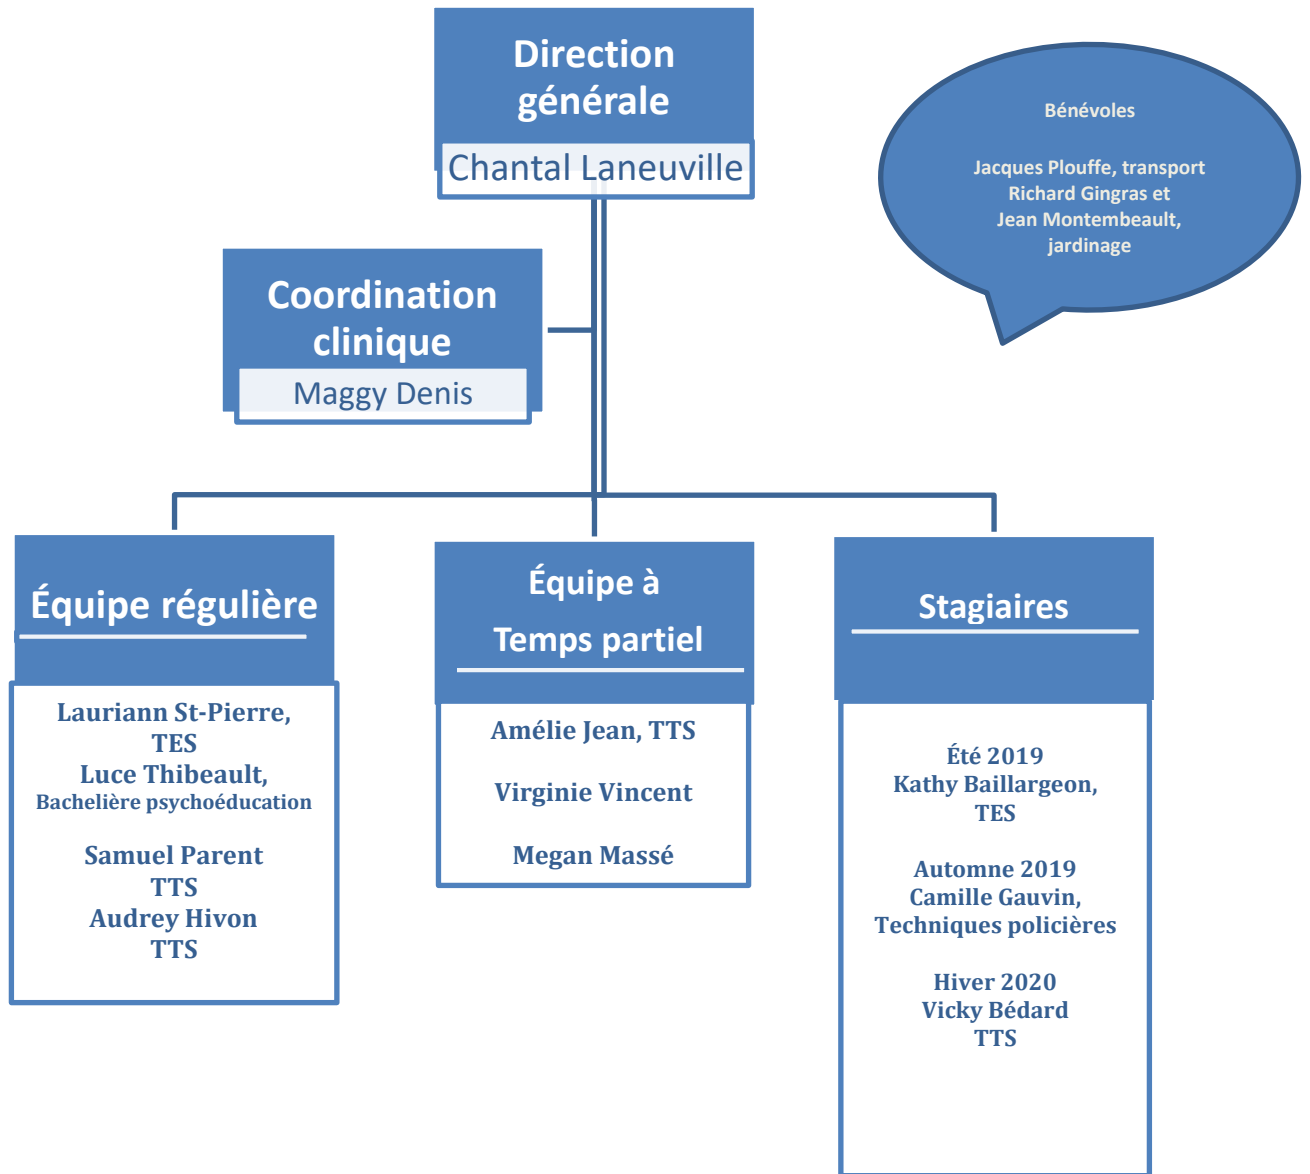 Direction
générale
Chantal Laneuville
Bénévoles
Jacques Plouffe, transport
Richard Gingras et
Jean Montembeault,
jardinage
Coordination
clinique
Maggy Denis
Équipe régulière
Lauriann St-Pierre,
TES
Luce Thibeault,
Bachelière psychoéducation
Samuel Parent
TTS
Audrey Hivon
TTS
Équipe à
Temps partiel
Amélie Jean, TTS
Virginie Vincent
Megan Massé
Stagiaires
Été 2019
Kathy Baillargeon,
TES
Automne 2019
Camille Gauvin,
Techniques policières
Hiver 2020
Vicky Bédard
TTS